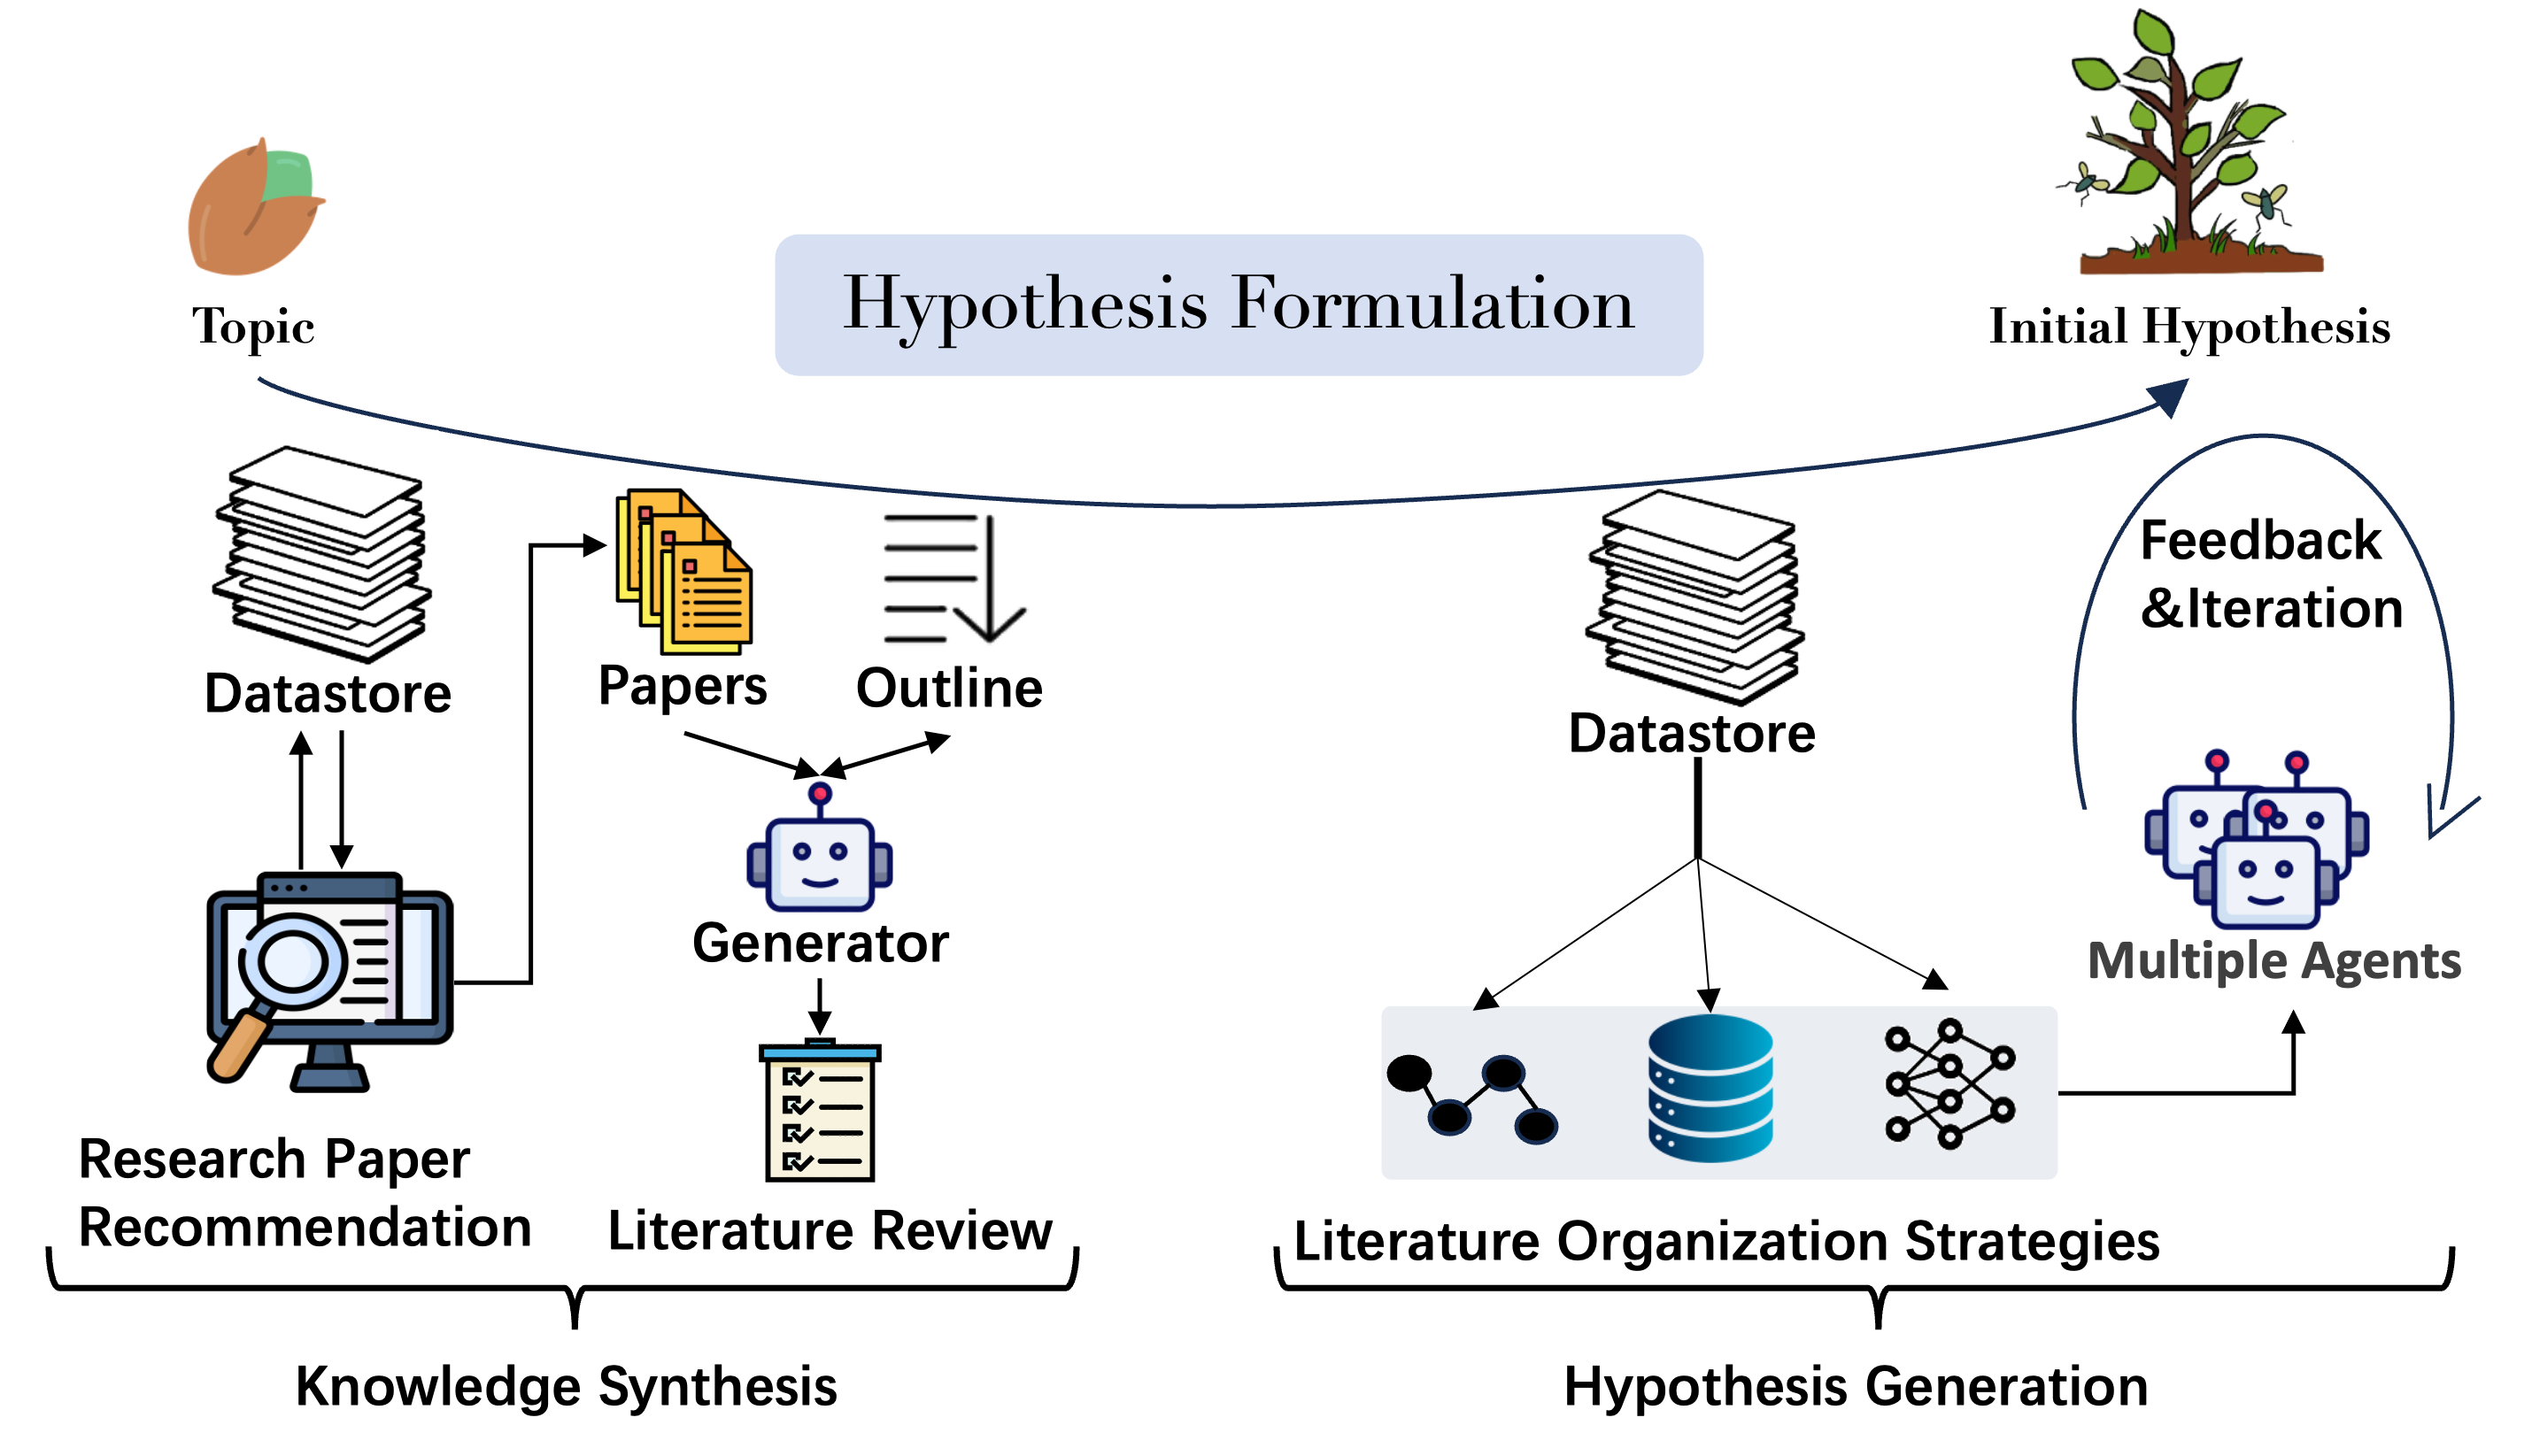 Topic
Hypothesis Formulation
Initial Hypothesis
Datastore
Papers
Outline
Generator
Research Paper
Recommendation
Literature Review
Knowledge Synthesis
Datastore
Feedback
&Iteration
Multiple Agents
Literature Organization Strategies
Hypothesis Generation